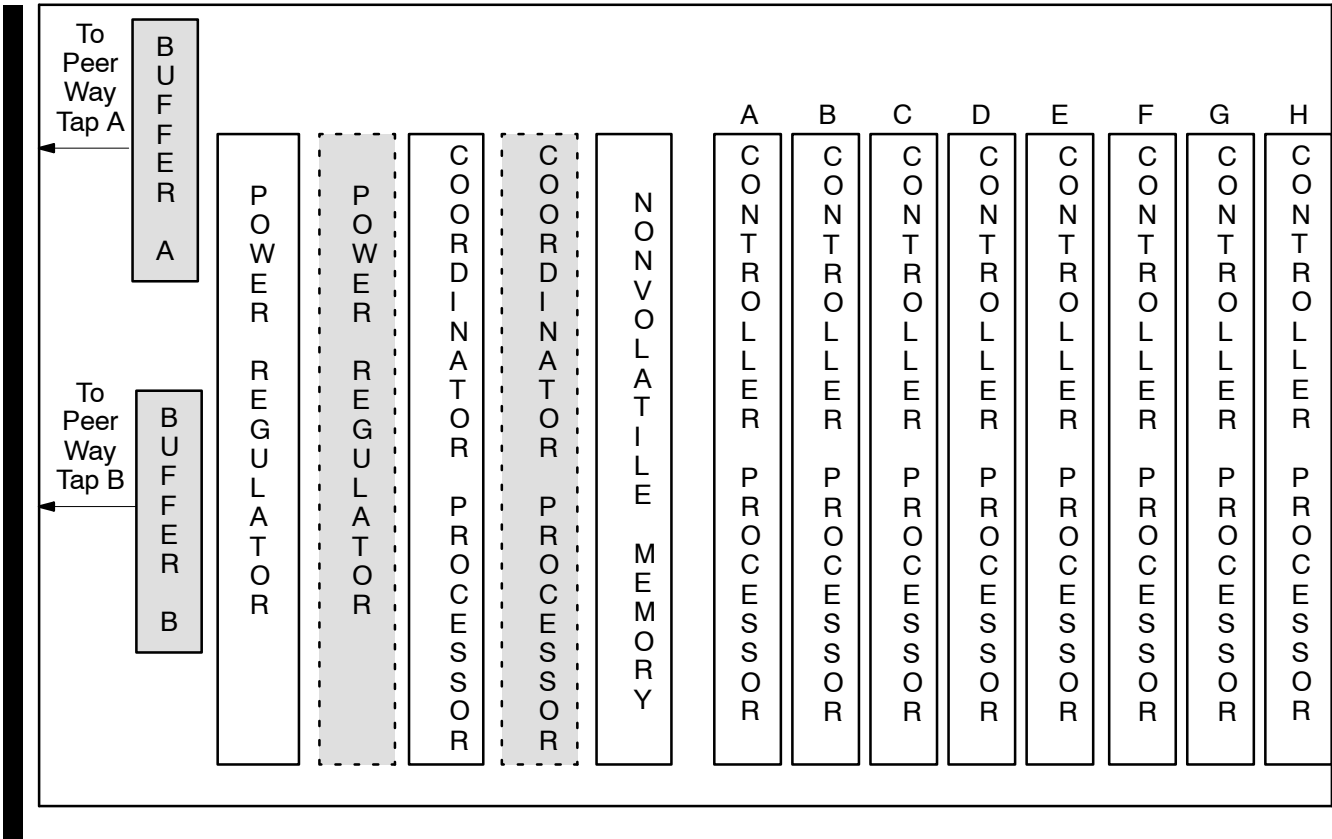 To
Peer
Way
Tap A
BUFFER A
To
Peer
Way
Tap B
BUFFER B
POWER REGULATOR
POWER REGULATOR
COORDINATOR PROCESSOR
COORDINATOR PROCESSOR
NONVOLATILE MEMORY
A B C D E F G H
CONTROLLER PROCESSOR
CONTROLLER PROCESSOR
CONTROLLER PROCESSOR
CONTROLLER PROCESSOR
CONTROLLER PROCESSOR
CONTROLLER PROCESSOR
CONTROLLER PROCESSOR
CONTROLLER PROCESSOR